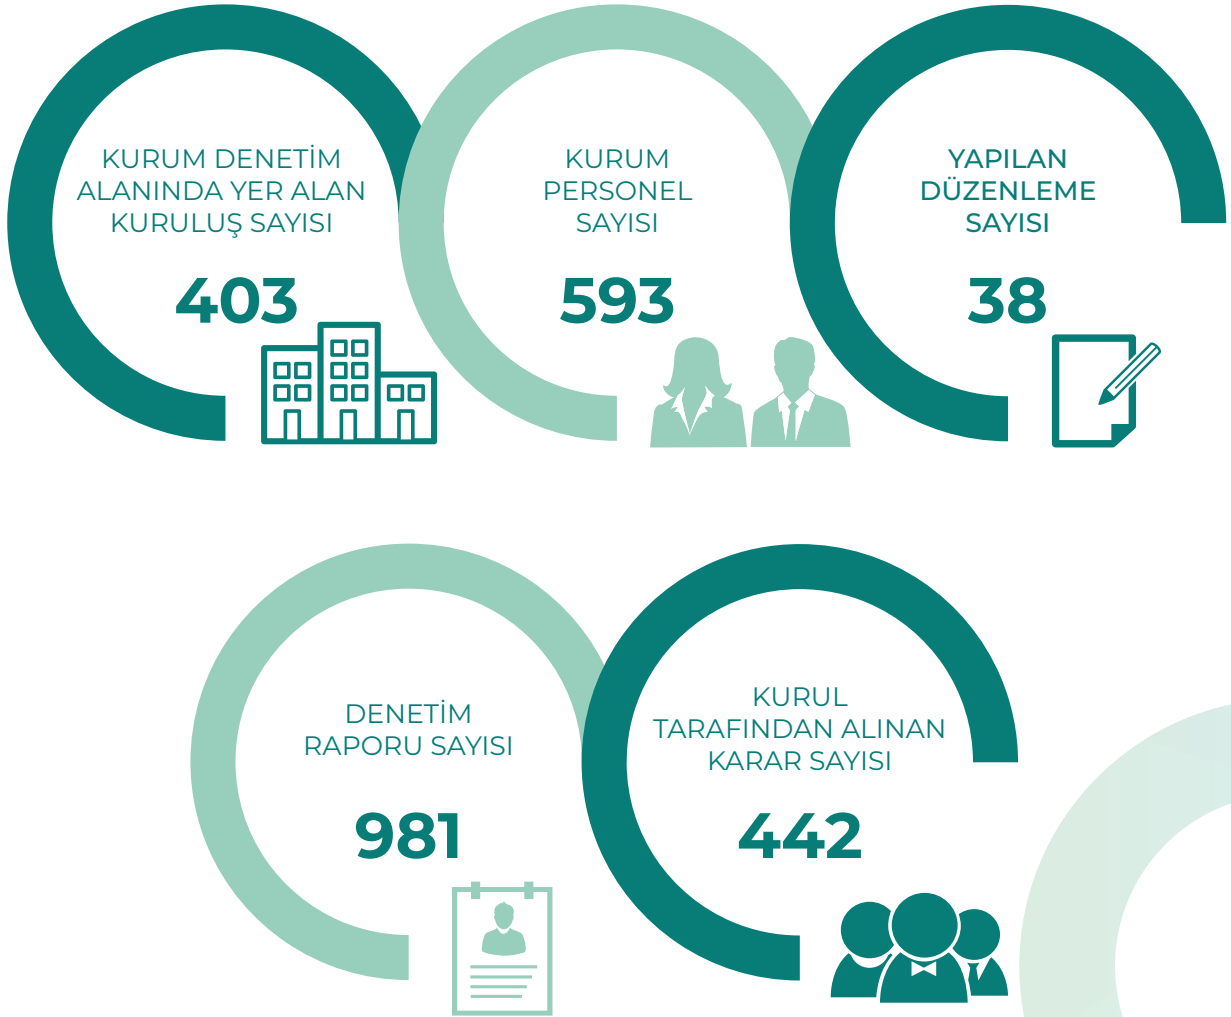 KURUM DENETİM
ALANINDA YER ALAN
KURULUŞ SAYISI
403
KURUM
PERSONEL
SAYISI
593
YAPILAN
DÜZENLEME
SAYISI
38
DENETİM
RAPORU SAYISI
981
KURUL
TARAFINDAN ALINAN
KARAR SAYISI
442